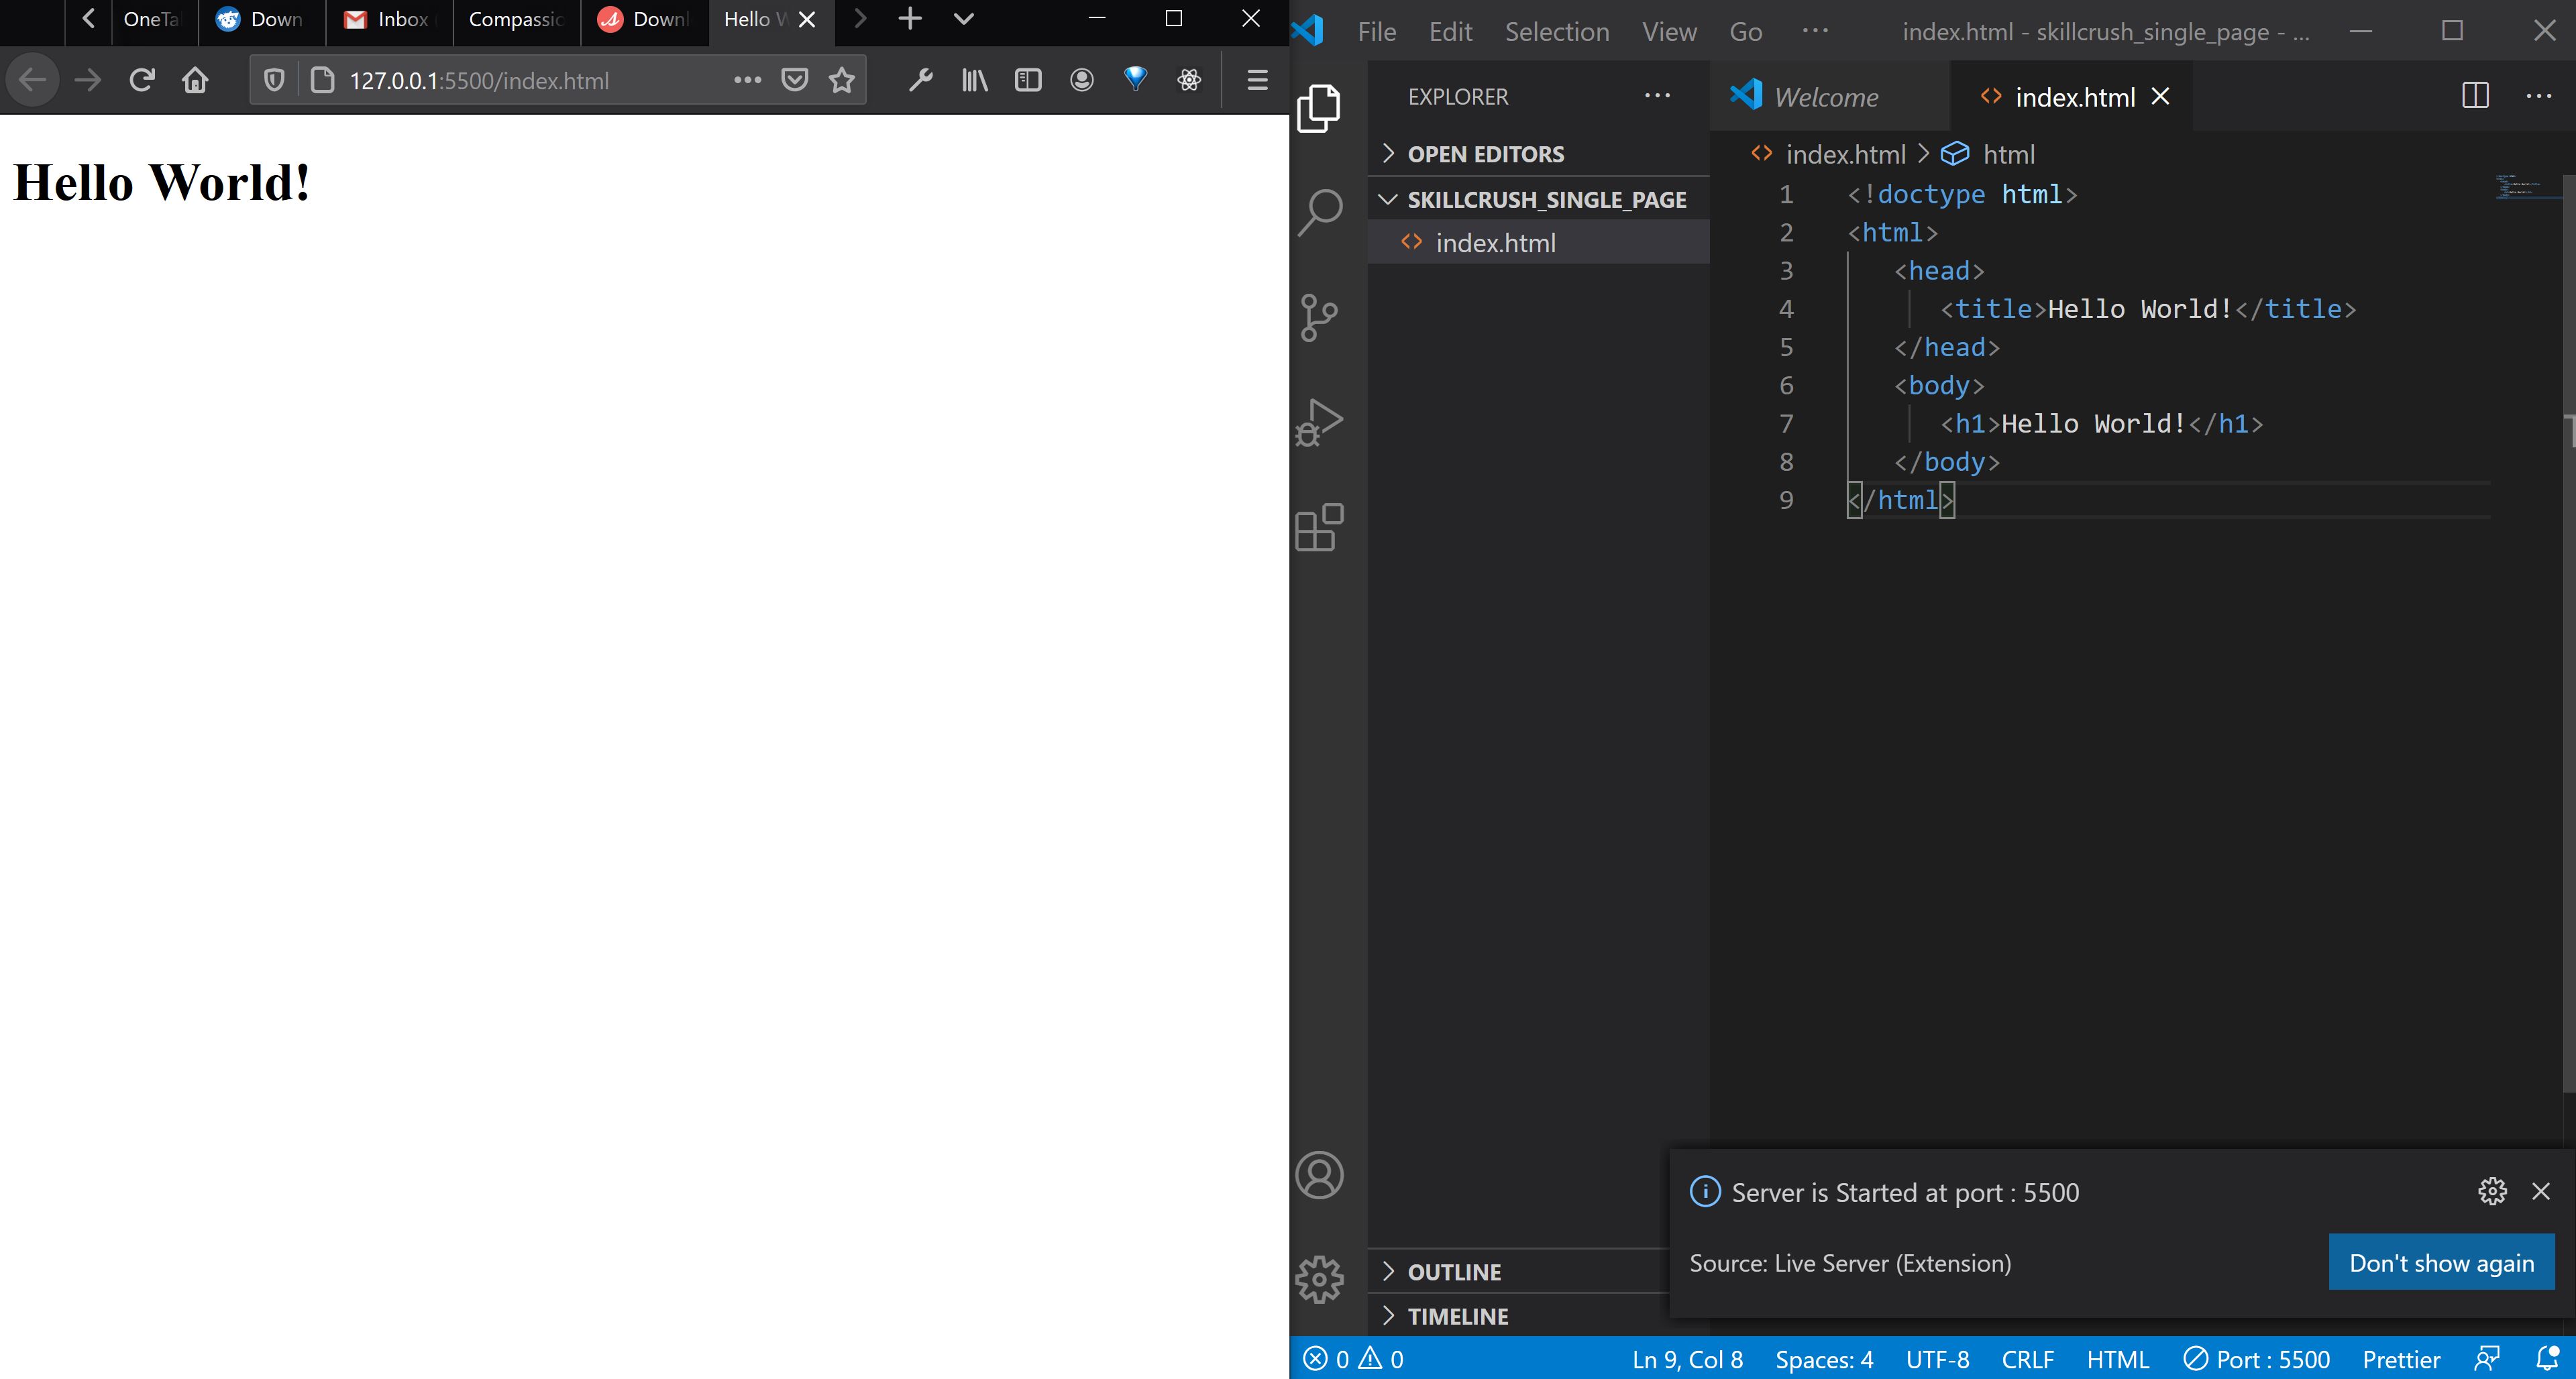 OneTa
Down
Inbox
Compassio
Downl
Hello W
127.0.0.1:5500/index.html
Hello World!
File Edit Selection View Go ··· index.html - skillcrush_single_page - ...
EXPLORER
OPEN EDITORS
SKILLCRUSH_SINGLE_PAGE
index.html
OUTLINE
TIMELINE
Welcome
index.html
index.html > html
1 <!doctype html>
2 <html>
3 <head>
4 <title>Hello World!</title>
5 </head>
6 <body>
7 <h1>Hello World!</h1>
8 </body>
9 </html>
Server is Started at port : 5500
Source: Live Server (Extension)
Don't show again
0 0 Ln 9, Col 8 Spaces: 4 UTF-8 CRLF HTML Port : 5500 Prettier